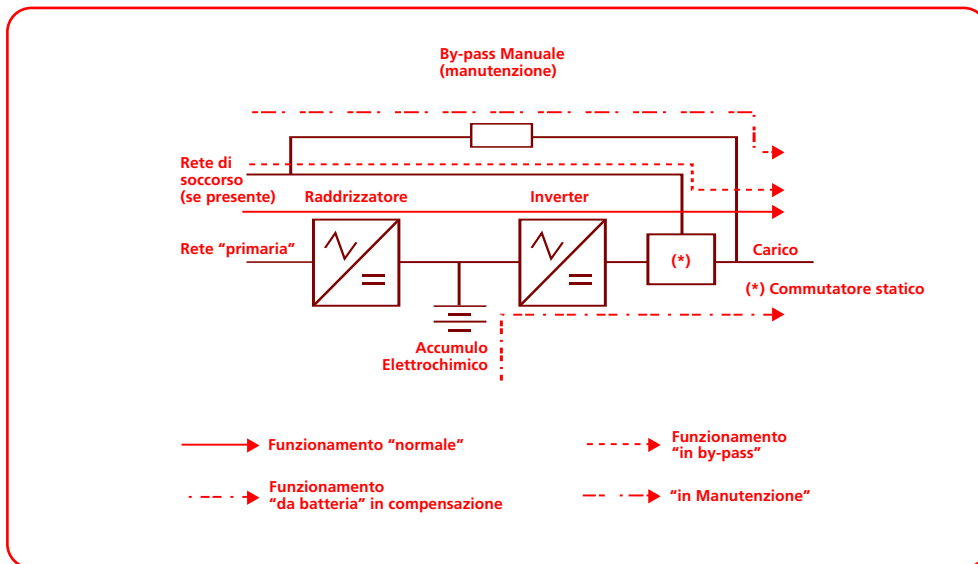 By-pass Manuale
(manutenzione)
Rete di
soccorso
(se presente)
Raddrizzatore
Inverter
Rete “primaria”
(*)
Carico
(*) Commutatore statico
Accumulo
Elettrochimico
Funzionamento “normale”
Funzionamento
“in by-pass”
Funzionamento
“da batteria” in compensazione
“in Manutenzione”